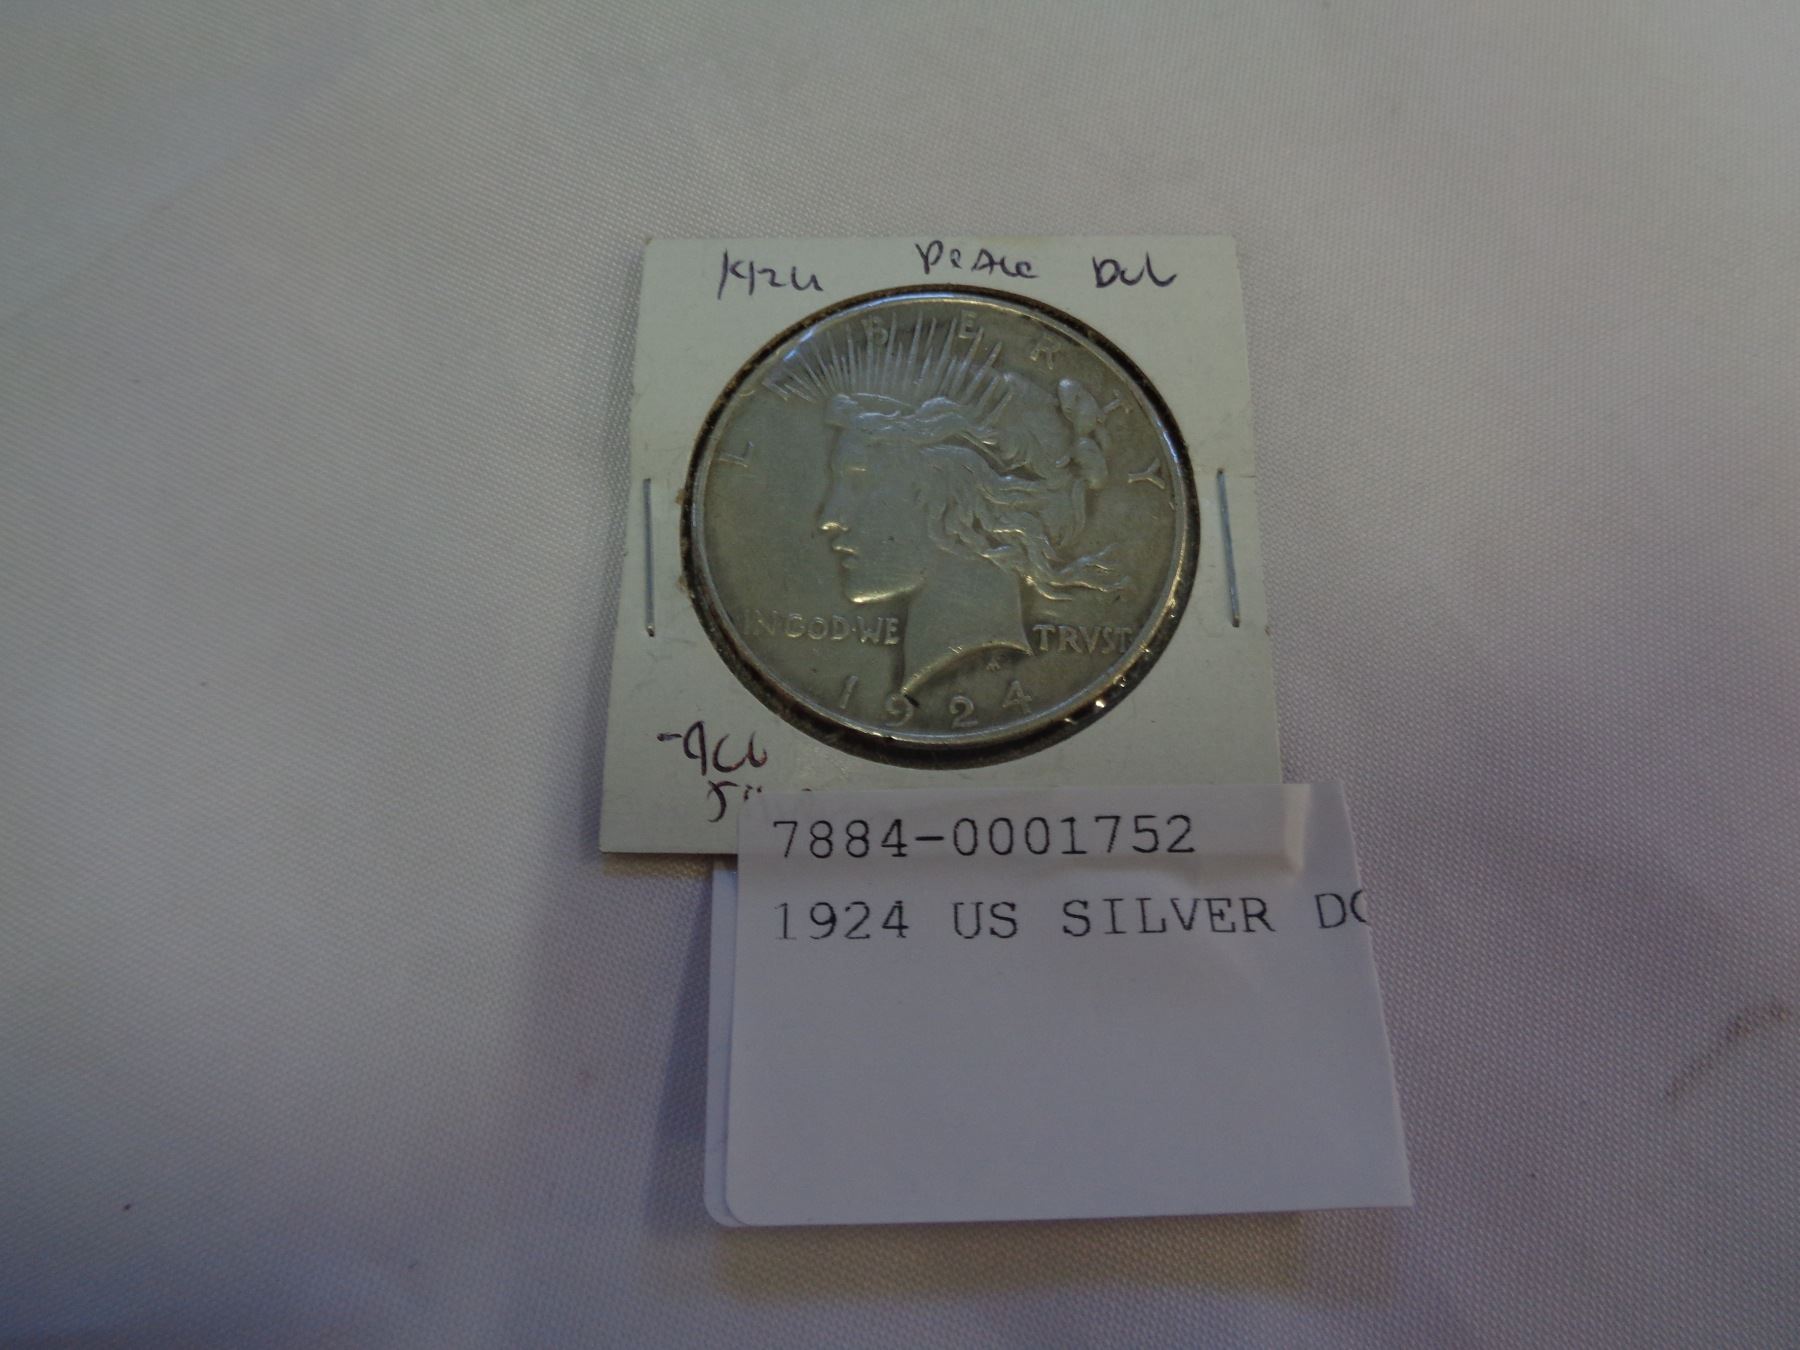 1924 Peace Dol
LIBERTY
IN GOD·WE TRVST
1924
7884-0001752
1924 US SILVER DO